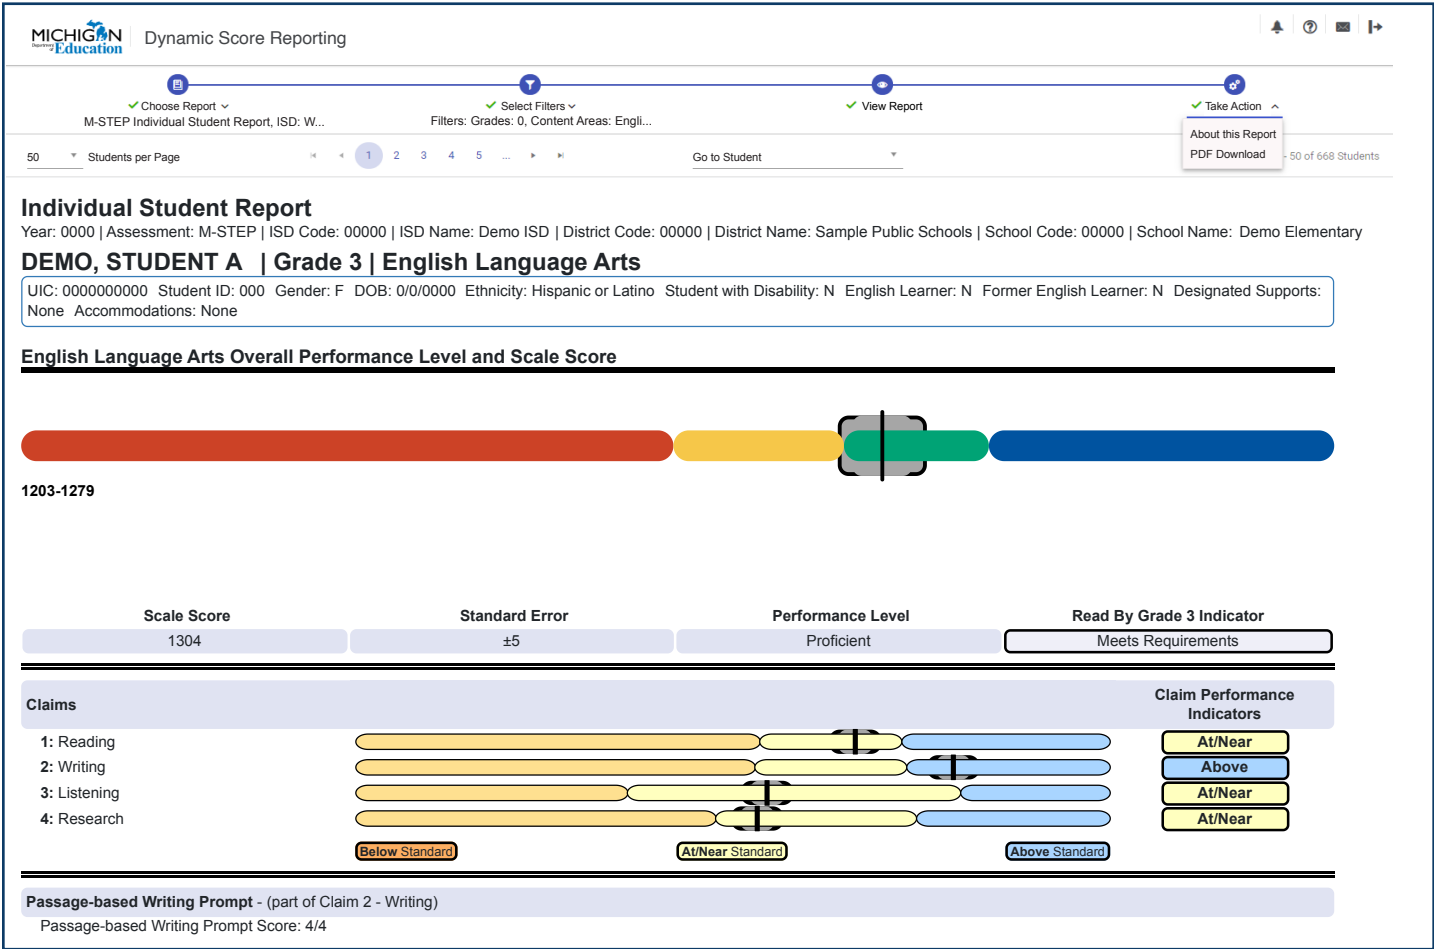 MICHIGAN
Department of Education
Dynamic Score Reporting
Choose Report
M-STEP Individual Student Report, ISD: W...
Select Filters
Filters: Grades: 0, Content Areas: Engli...
View Report
Take Action
About this Report
PDF Download
50 Students per Page
1 2 3 4 5 ...
Go to Student
- 50 of 668 Students
Individual Student Report
Year: 0000 | Assessment: M-STEP | ISD Code: 00000 | ISD Name: Demo ISD | District Code: 00000 | District Name: Sample Public Schools | School Code: 00000 | School Name: Demo Elementary
DEMO, STUDENT A | Grade 3 | English Language Arts
UIC: 0000000000 Student ID: 000 Gender: F DOB: 0/0/0000 Ethnicity: Hispanic or Latino Student with Disability: N English Learner: N Former English Learner: N Designated Supports:
None Accommodations: None
English Language Arts Overall Performance Level and Scale Score
1203-1279
Scale Score Standard Error Performance Level Read By Grade 3 Indicator
1304 ±5 Proficient Meets Requirements
Claims
Claim Performance
Indicators
1: Reading At/Near
2: Writing Above
3: Listening At/Near
4: Research At/Near
Below Standard At/Near Standard Above Standard
Passage-based Writing Prompt - (part of Claim 2 - Writing)
Passage-based Writing Prompt Score: 4/4